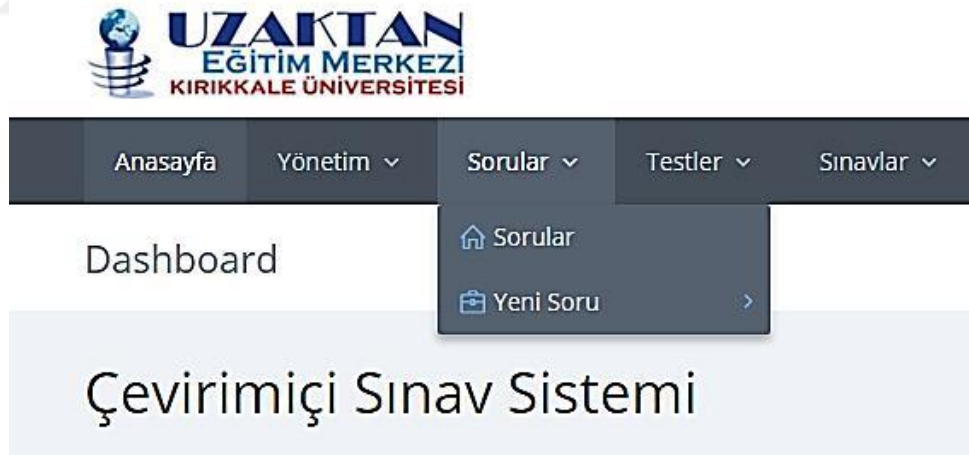 UZAKTAN
EĞİTİM MERKEZİ
KIRIKKALE ÜNİVERSİTESİ
Anasayfa Yönetim Sorular Testler Sınavlar
Sorular
Dashboard
Yeni Soru
Çevirimiçi Sınav Sistemi